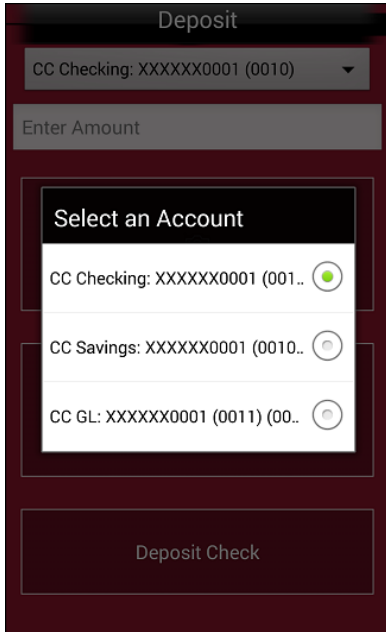 Deposit
CC Checking: XXXXXX0001 (0010)
Enter Amount
Select an Account
CC Checking: XXXXXX0001 (001..
CC Savings: XXXXXX0001 (0010..
CC GL: XXXXXX0001 (0011) (00..
Deposit Check